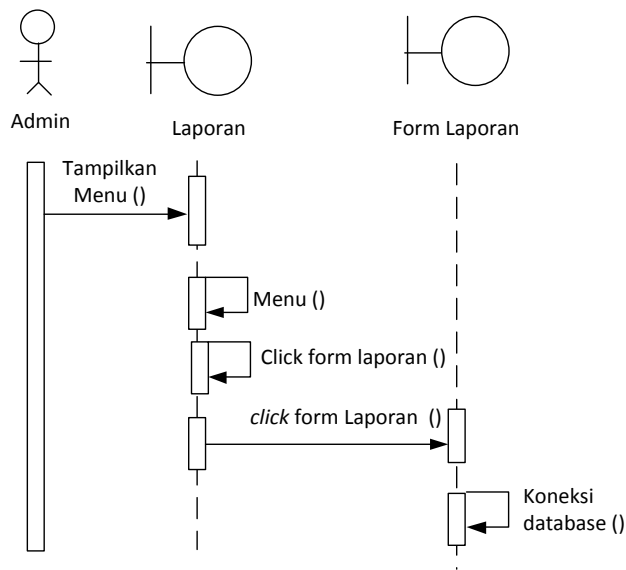 Admin
Laporan
Form Laporan
Tampilkan
Menu ()
Menu ()
Click form laporan ()
click form Laporan ()
Koneksi
database ()